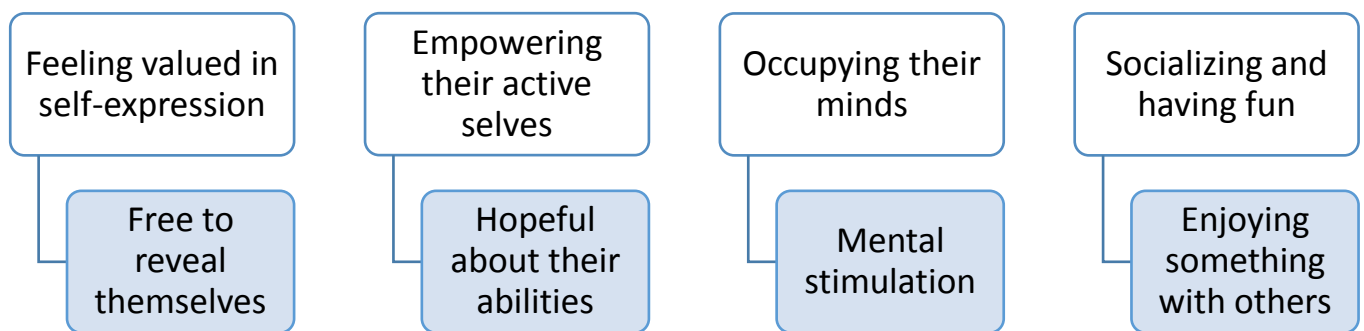 Feeling valued in
self-expression
Free to
reveal
themselves
Empowering
their active
selves
Hopeful
about their
abilities
Occupying their
minds
Mental
stimulation
Socializing and
having fun
Enjoying
something
with others